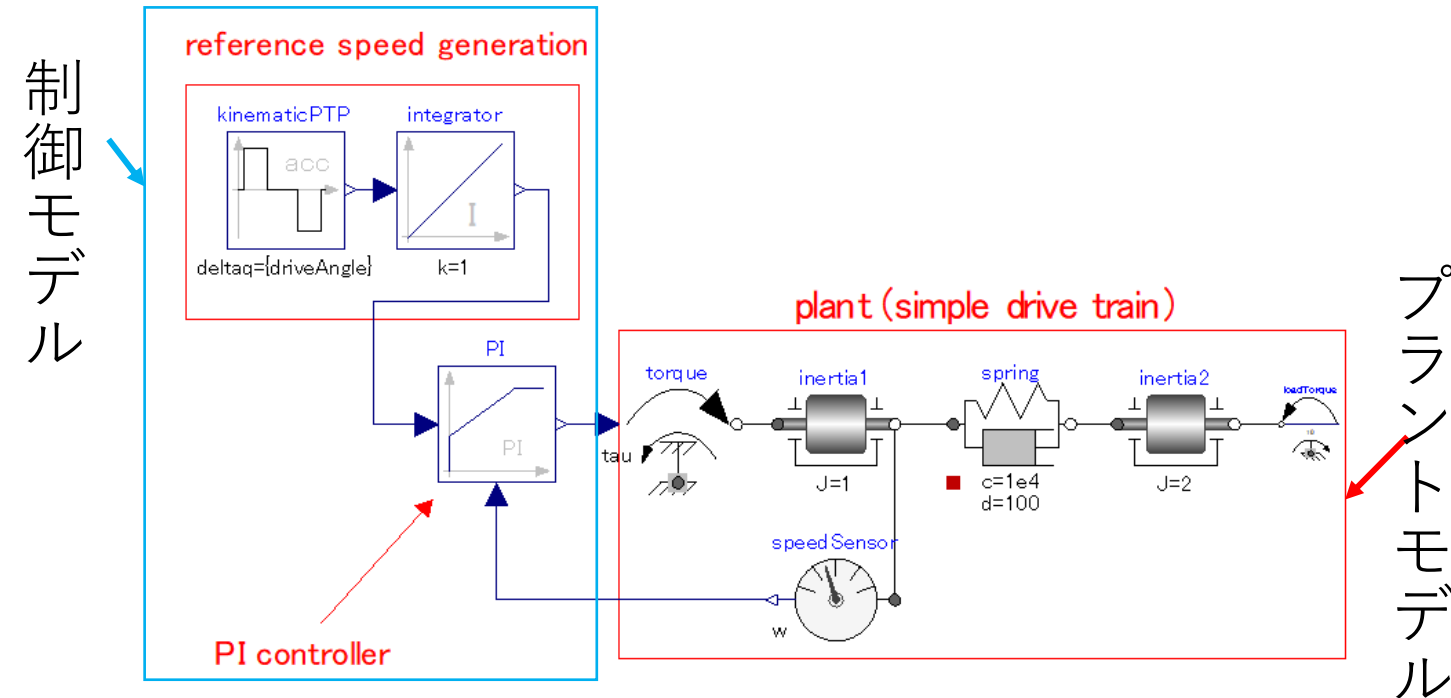 制御モデル
reference speed generation
kinematicPTP
integrator
acc
I
deltaq={driveAngle}
k=1
plant(simple drive train)
プラントモデル
PI
PI
torque
tau
inertia1
J=1
spring
c=1e4
d=100
inertia2
J=2
loadTorque
speedSensor
w
PI controller